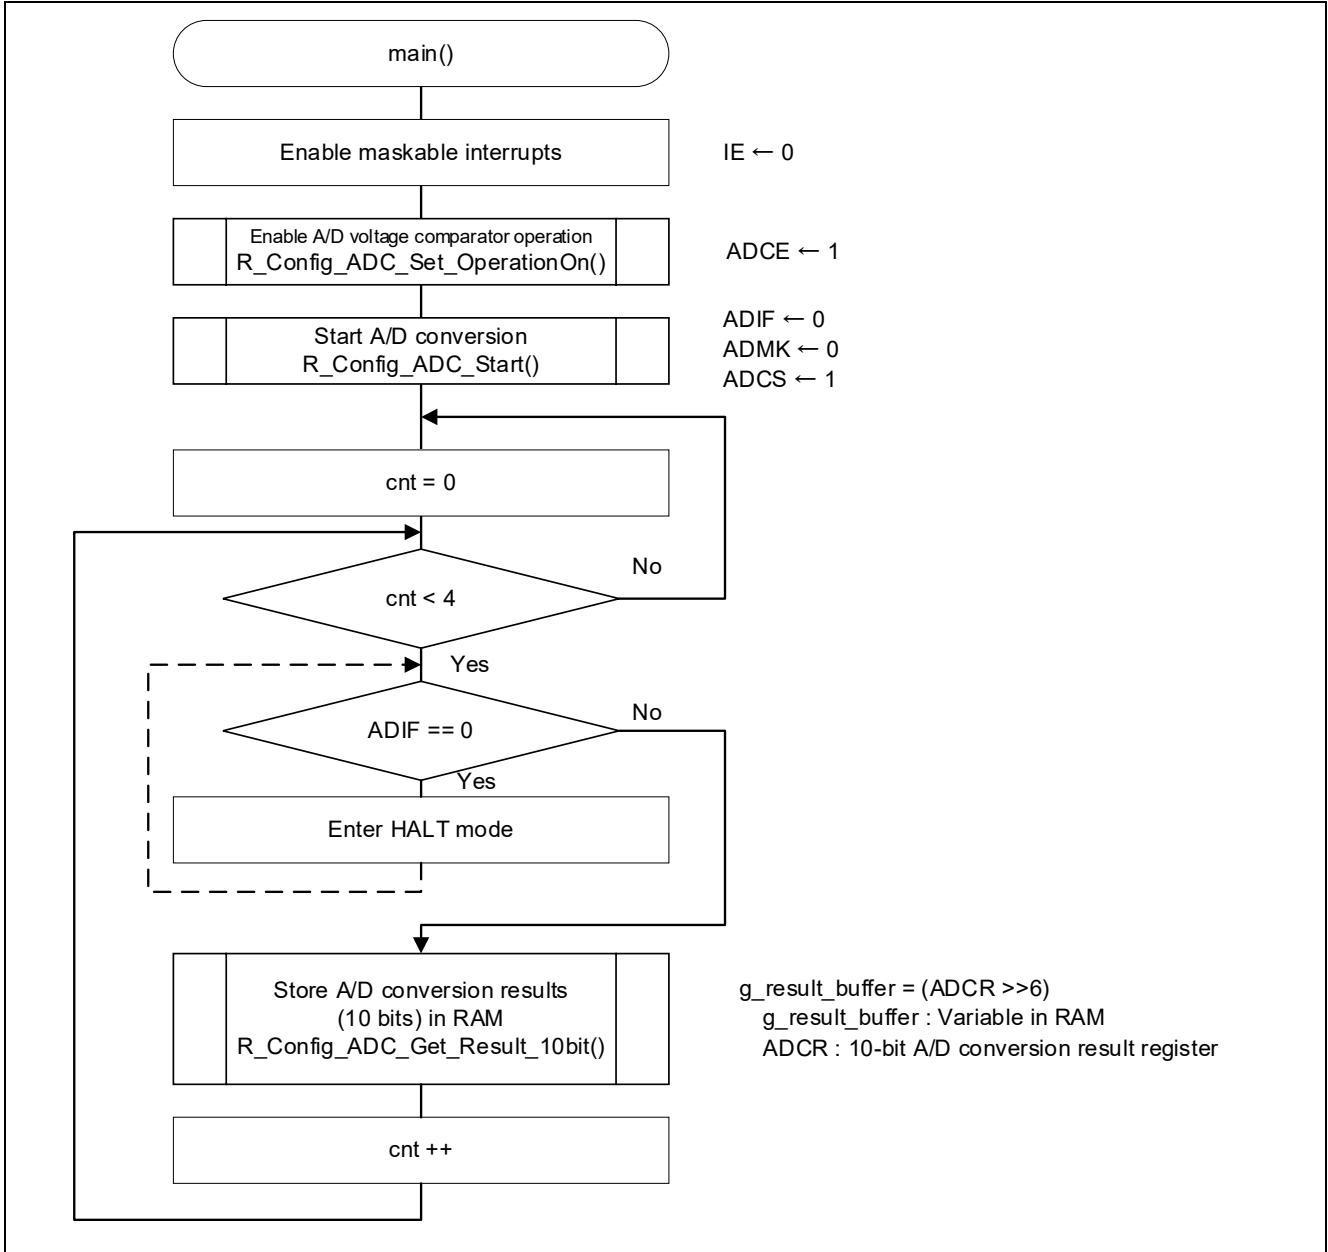 main()
Enable maskable interrupts
IE ← 0
Enable A/D voltage comparator operation
R_Config_ADC_Set_OperationOn()
ADCE ← 1
Start A/D conversion
R_Config_ADC_Start()
ADIF ← 0
ADMK ← 0
ADCS ← 1
cnt = 0
cnt < 4
No
Yes
ADIF == 0
No
Yes
Enter HALT mode
Store A/D conversion results
(10 bits) in RAM
R_Config_ADC_Get_Result_10bit()
g_result_buffer = (ADCR >>6)
g_result_buffer : Variable in RAM
ADCR : 10-bit A/D conversion result register
cnt ++